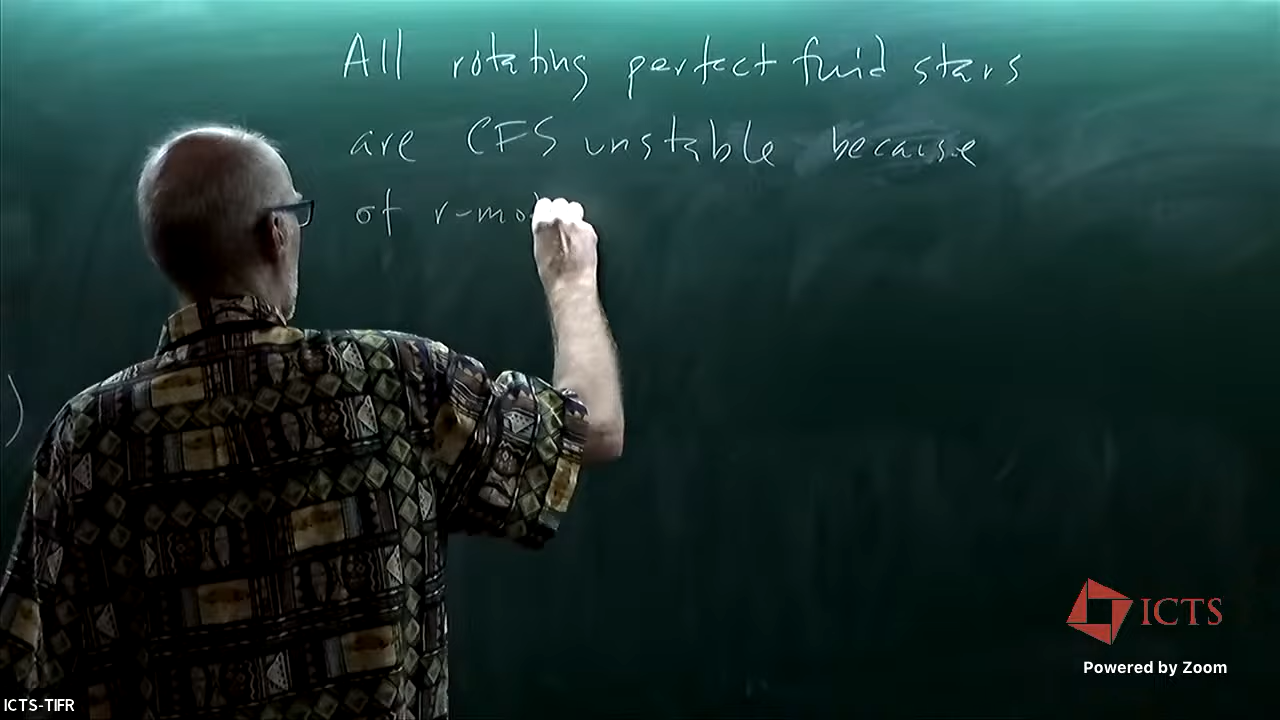 All rotating perfect fluid stars
are CFS unstable because
of r-mo
)
ICTS
Powered by Zoom
ICTS-TIFR